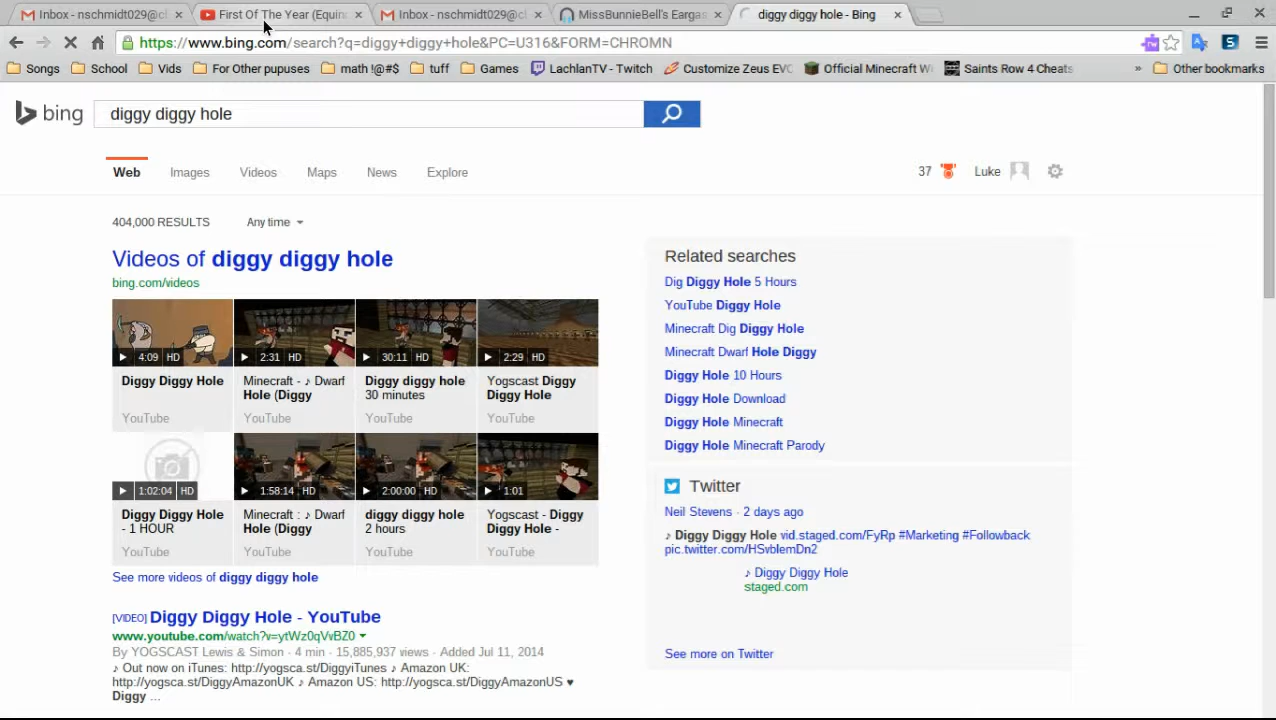 Inbox - nschmidt029@cl
First Of The Year (Equin
Inbox - nschmidt029@cl
MissBunnieBell's Eargas
diggy diggy hole - Bing
https://www.bing.com/search?q=diggy+diggy+hole&PC=U316&FORM=CHROMN
Songs School Vids For Other pupuses math !@#$ tuff Games LachlanTV - Twitch Customize Zeus EVO Official Minecraft Wi Saints Row 4 Cheats » Other bookmarks
bing diggy diggy hole
Web Images Videos Maps News Explore 37 Luke
404,000 RESULTS Any time
Videos of diggy diggy hole
bing.com/videos
4:09 HD 2:31 HD 30:11 HD 2:29 HD
Diggy Diggy Hole
YouTube
Minecraft - ♪ Dwarf
Hole (Diggy
YouTube
Diggy diggy hole
30 minutes
YouTube
Yogscast Diggy
Diggy Hole
YouTube
1:02:04 HD 1:58:14 HD 2:00:00 HD 1:01
Diggy Diggy Hole
- 1 HOUR
YouTube
Minecraft : ♪ Dwarf
Hole (Diggy
YouTube
diggy diggy hole
2 hours
YouTube
Yogscast - Diggy
Diggy Hole -
YouTube
See more videos of diggy diggy hole
[VIDEO] Diggy Diggy Hole - YouTube
www.youtube.com/watch?v=ytWz0qVvBZ0
By YOGSCAST Lewis & Simon · 4 min · 15,885,937 views · Added Jul 11, 2014
♪ Out now on iTunes: http://yogsca.st/DiggyiTunes ♪ Amazon UK:
http://yogsca.st/DiggyAmazonUK ♪ Amazon US: http://yogsca.st/DiggyAmazonUS ♥
Diggy ...
Related searches
Dig Diggy Hole 5 Hours
YouTube Diggy Hole
Minecraft Dig Diggy Hole
Minecraft Dwarf Hole Diggy
Diggy Hole 10 Hours
Diggy Hole Download
Diggy Hole Minecraft
Diggy Hole Minecraft Parody
Twitter
Neil Stevens · 2 days ago
♪ Diggy Diggy Hole vid.staged.com/FyRp #Marketing #Followback
pic.twitter.com/HSvblemDn2
♪ Diggy Diggy Hole
staged.com
See more on Twitter